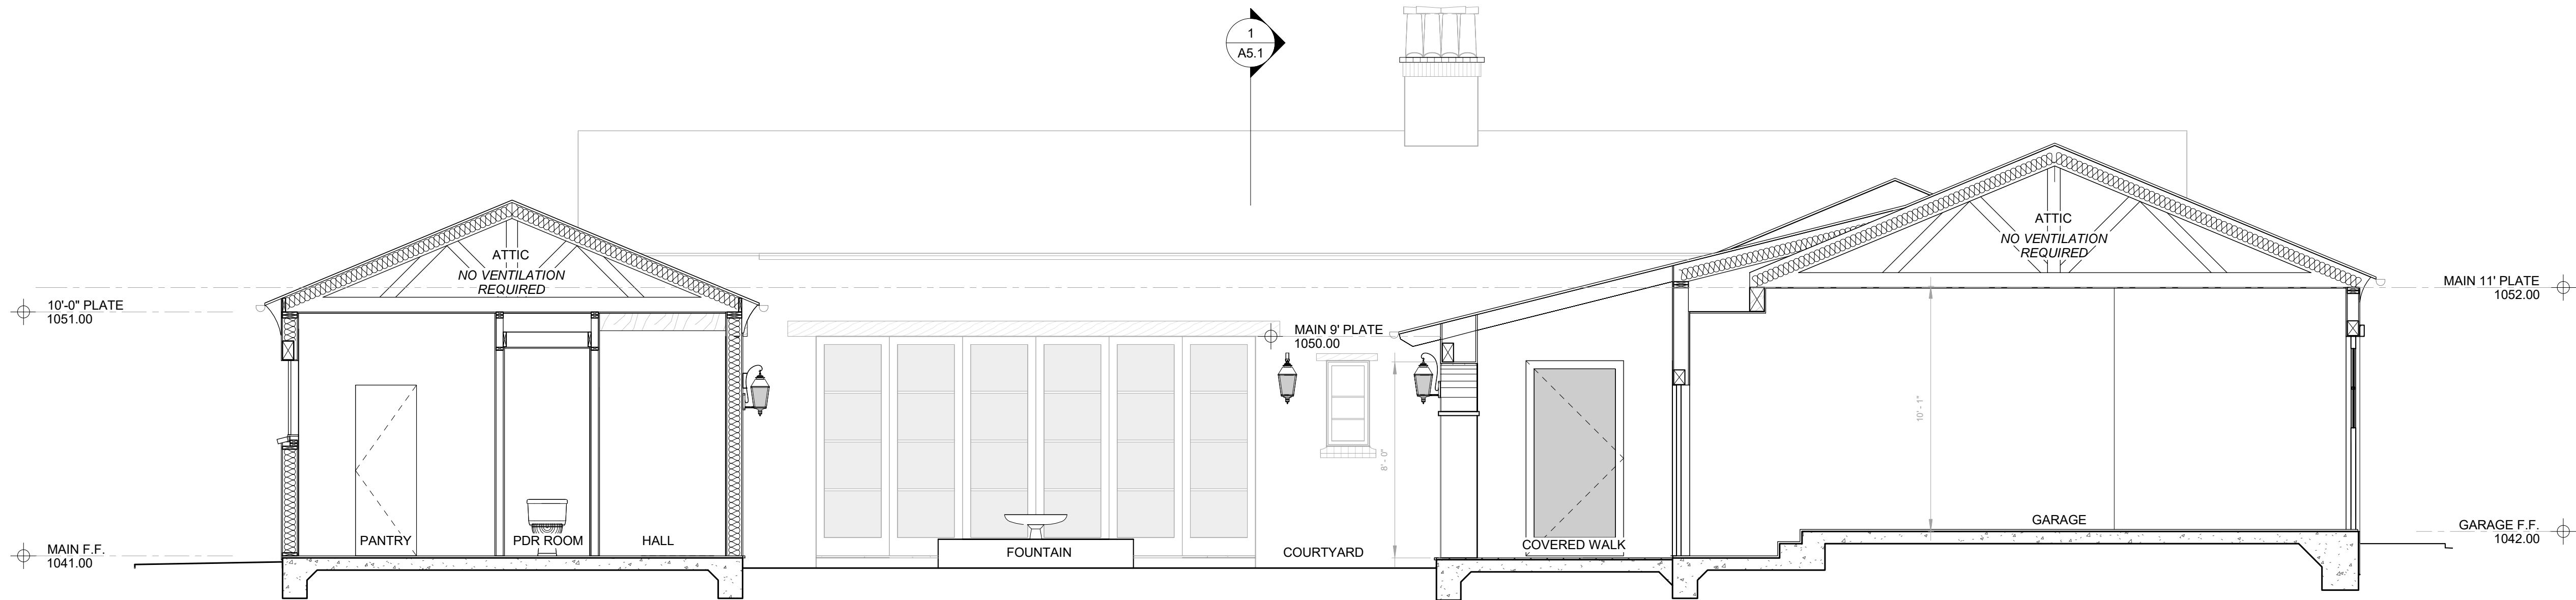 1
A5.1
ATTIC
NO VENTILATION
REQUIRED
ATTIC
NO VENTILATION
REQUIRED
10'-0" PLATE
1051.00
MAIN 11' PLATE
1052.00
MAIN 9' PLATE
1050.00
10' - 1"
8' - 0"
PANTRY
PDR ROOM
HALL
FOUNTAIN
COURTYARD
COVERED WALK
GARAGE
MAIN F.F.
1041.00
GARAGE F.F.
1042.00